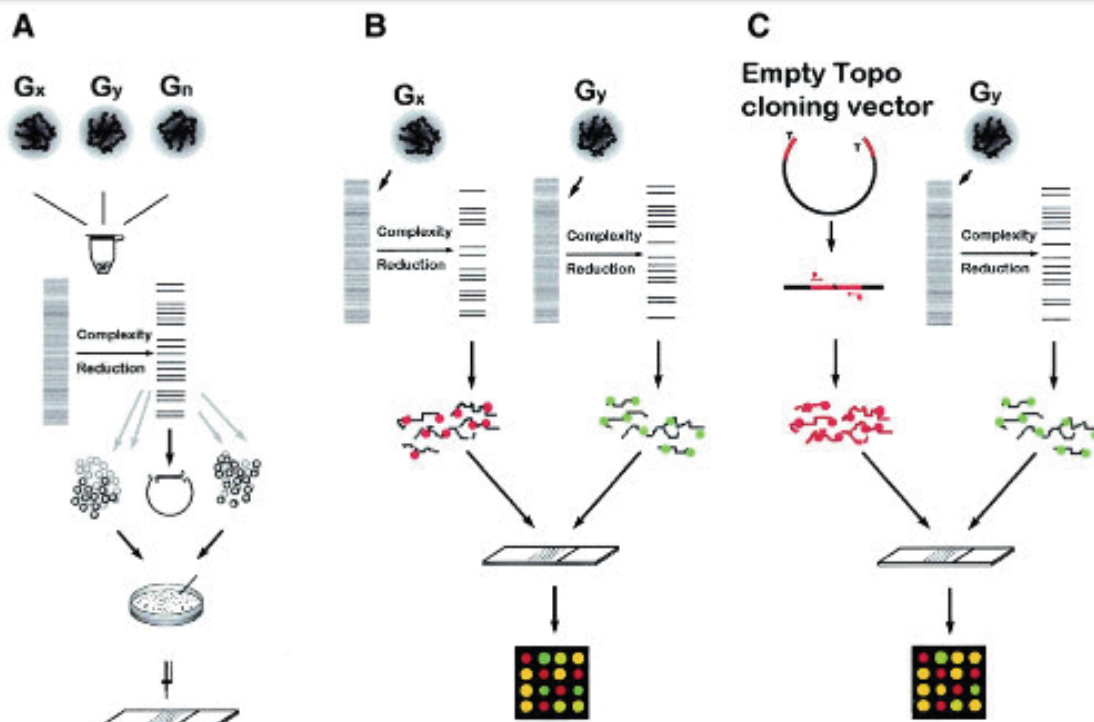 A
Gx Gy Gn
Complexity
Reduction
B
Gx
Gy
Complexity
Reduction
Complexity
Reduction
C
Empty Topo
cloning vector
Gy
T
T
Complexity
Reduction